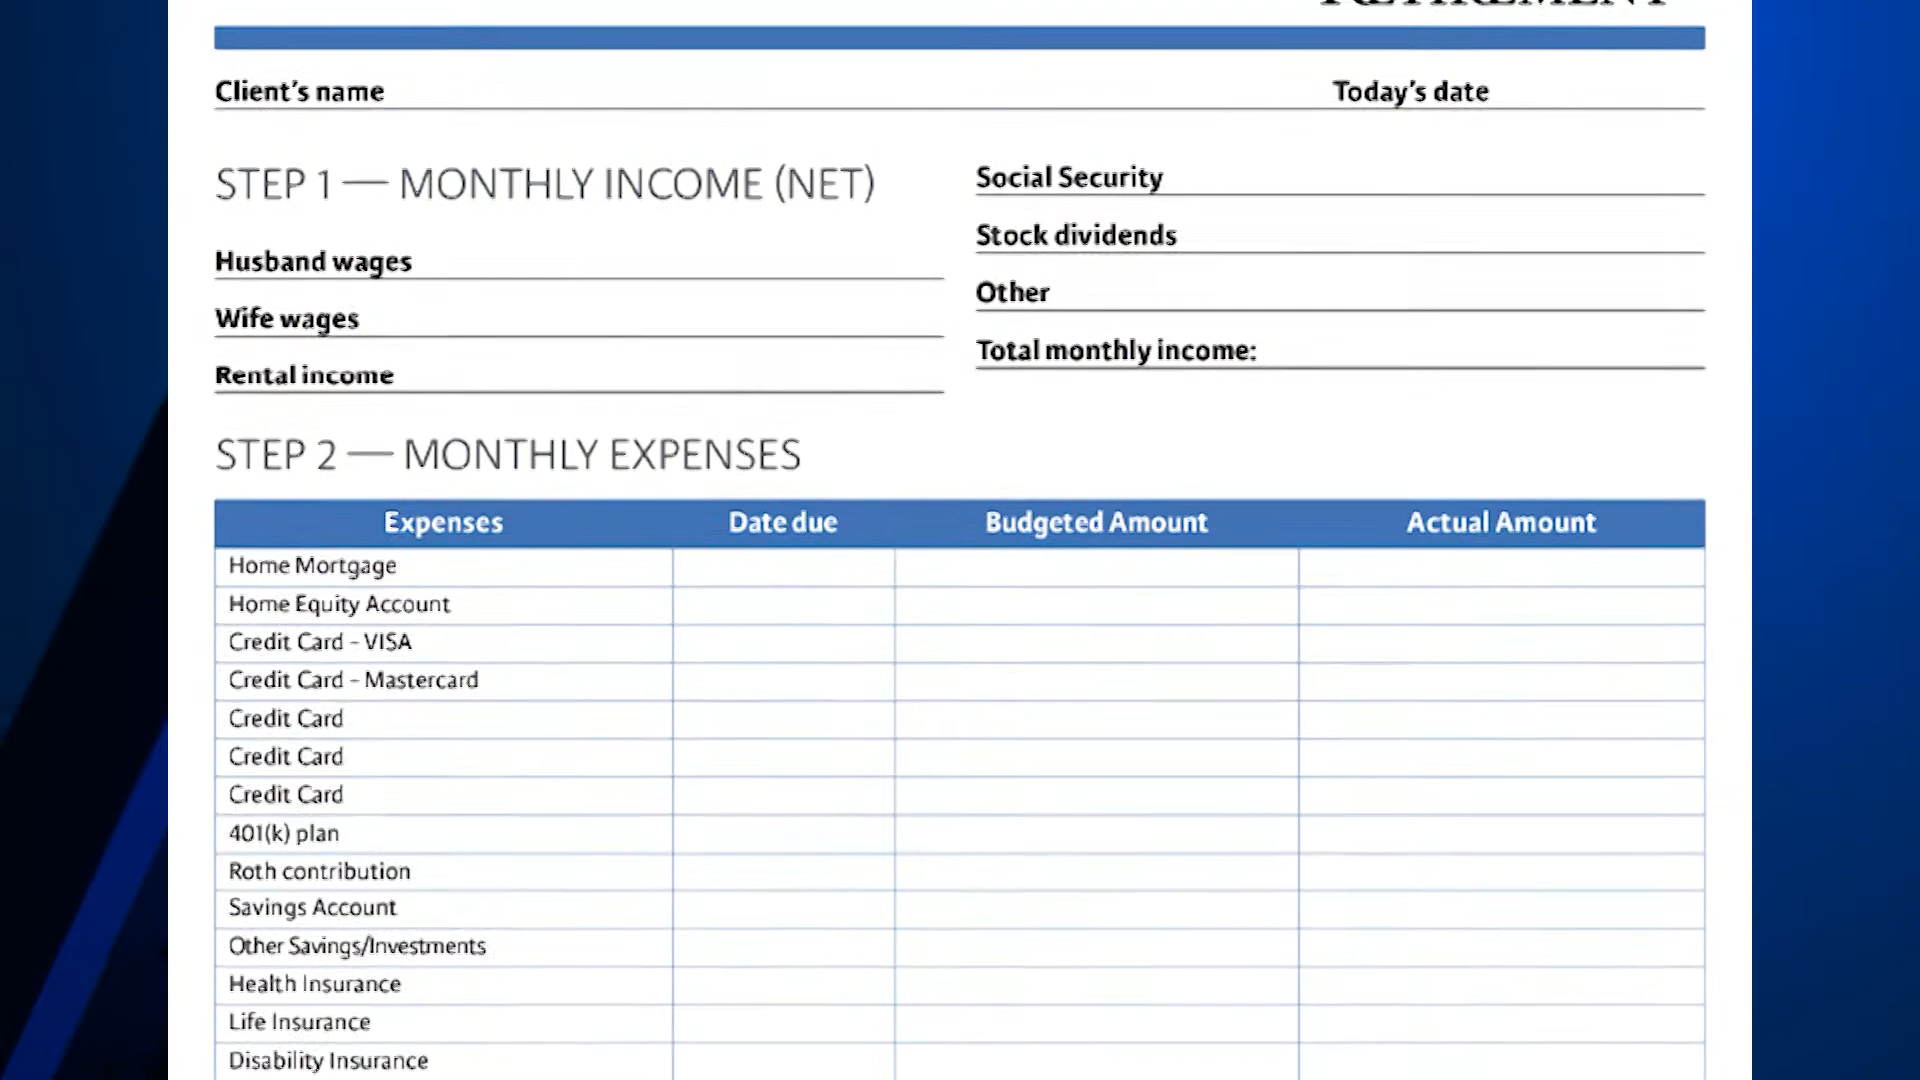 RETIREMENT
Client's name
Today's date
STEP 1 — MONTHLY INCOME (NET)
Husband wages
Wife wages
Rental income
Social Security
Stock dividends
Other
Total monthly income:
STEP 2 — MONTHLY EXPENSES
Expenses Date due Budgeted Amount Actual Amount
Home Mortgage
Home Equity Account
Credit Card - VISA
Credit Card - Mastercard
Credit Card
Credit Card
Credit Card
401(k) plan
Roth contribution
Savings Account
Other Savings/Investments
Health Insurance
Life Insurance
Disability Insurance